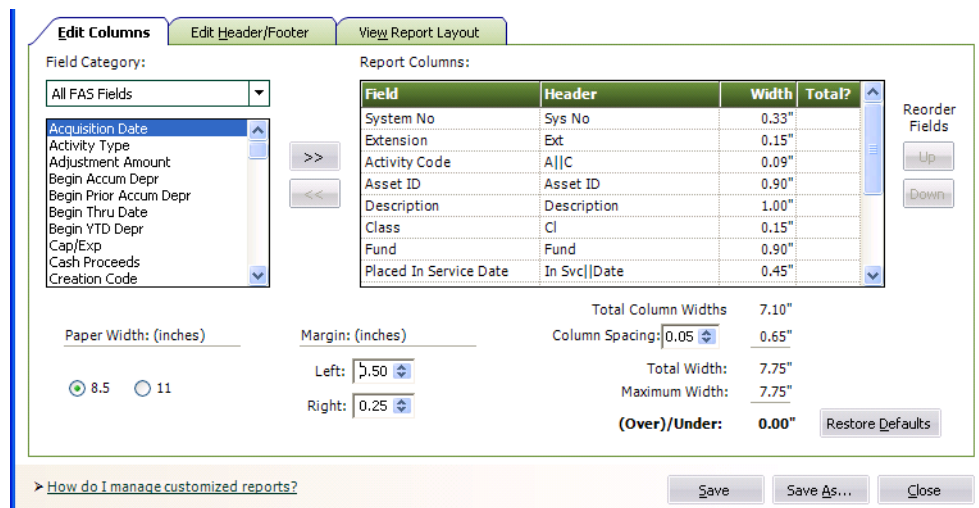 Edit Columns Edit Header/Footer View Report Layout
Field Category: Report Columns:
All FAS Fields
Field Header Width Total?
System No Sys No 0.33"
Extension Ext 0.15"
Activity Code A||C 0.09"
Asset ID Asset ID 0.90"
Description Description 1.00"
Class Cl 0.15"
Fund Fund 0.90"
Placed In Service Date In Svc||Date 0.45"
Acquisition Date
Activity Type
Adjustment Amount
Begin Accum Depr
Begin Prior Accum Depr
Begin Thru Date
Begin YTD Depr
Cap/Exp
Cash Proceeds
Creation Code
>>
<<
Reorder
Fields
Up
Down
Paper Width: (inches)
8.5 11
Margin: (inches)
Left: 0.50
Right: 0.25
Total Column Widths 7.10"
Column Spacing: 0.05 0.65"
Total Width: 7.75"
Maximum Width: 7.75"
(Over)/Under: 0.00" Restore Defaults
How do I manage customized reports?
Save Save As... Close